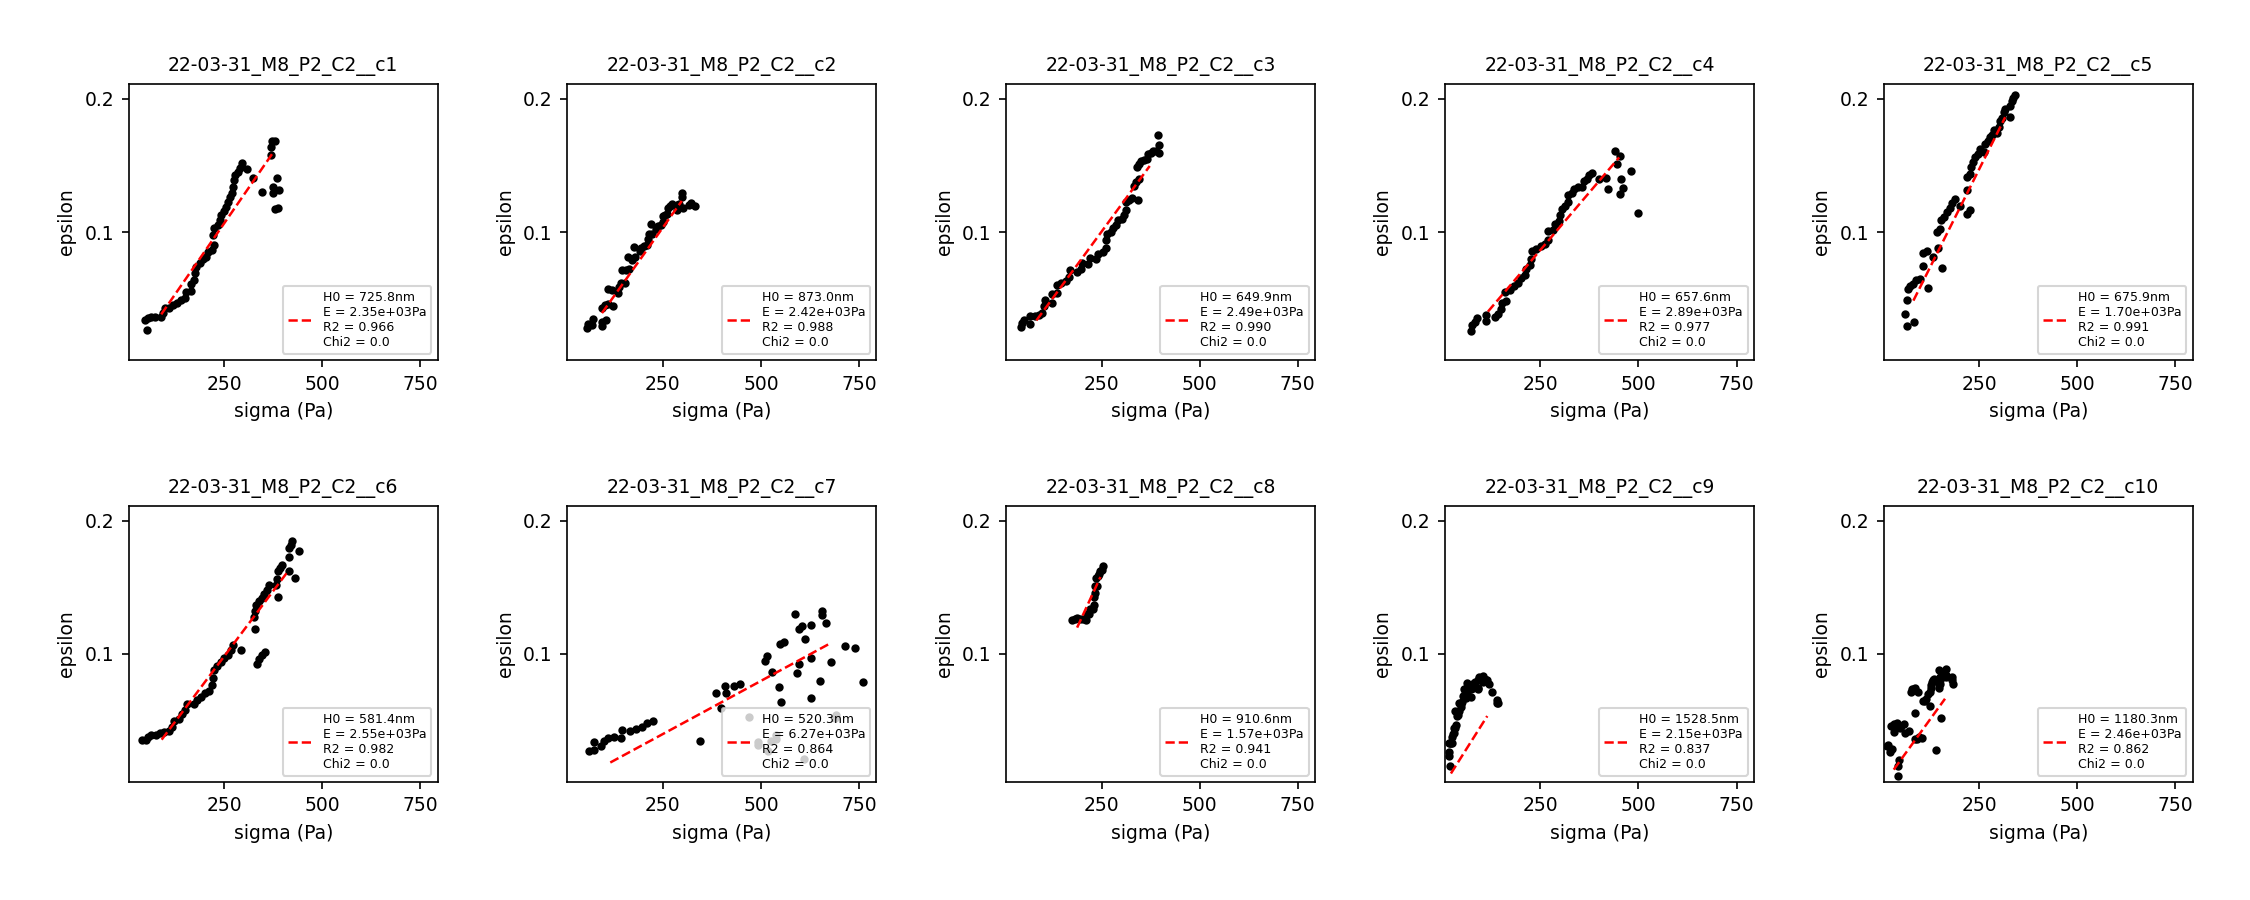 22-03-31_M8_P2_C2__c1
0.2
0.1
epsilon
H0 = 725.8nm
E = 2.35e+03Pa
R2 = 0.966
Chi2 = 0.0
250
500
750
sigma (Pa)
22-03-31_M8_P2_C2__c2
epsilon
H0 = 873.0nm
E = 2.42e+03Pa
R2 = 0.988
Chi2 = 0.0
250
500
750
sigma (Pa)
22-03-31_M8_P2_C2__c3
0.2
0.1
epsilon
H0 = 649.9nm
E = 2.49e+03Pa
R2 = 0.990
Chi2 = 0.0
250
500
750
sigma (Pa)
22-03-31_M8_P2_C2__c4
0.2
0.1
epsilon
H0 = 657.6nm
E = 2.89e+03Pa
R2 = 0.977
Chi2 = 0.0
250
500
750
sigma (Pa)
22-03-31_M8_P2_C2__c5
0.2
0.1
epsilon
H0 = 675.9nm
E = 1.70e+03Pa
R2 = 0.991
Chi2 = 0.0
250
500
750
sigma (Pa)
22-03-31_M8_P2_C2__c6
0.2
0.1
epsilon
H0 = 581.4nm
E = 2.55e+03Pa
R2 = 0.982
Chi2 = 0.0
250
500
750
sigma (Pa)
22-03-31_M8_P2_C2__c7
0.2
0.1
epsilon
H0 = 520.3nm
E = 6.27e+03Pa
R2 = 0.864
Chi2 = 0.0
250
500
750
sigma (Pa)
22-03-31_M8_P2_C2__c8
0.2
0.1
epsilon
H0 = 910.6nm
E = 1.57e+03Pa
R2 = 0.941
Chi2 = 0.0
250
500
750
sigma (Pa)
22-03-31_M8_P2_C2__c9
0.2
0.1
epsilon
H0 = 1528.5nm
E = 2.15e+03Pa
R2 = 0.837
Chi2 = 0.0
250
500
750
sigma (Pa)
22-03-31_M8_P2_C2__c10
0.2
0.1
epsilon
H0 = 1180.3nm
E = 2.46e+03Pa
R2 = 0.862
Chi2 = 0.0
250
500
750
sigma (Pa)